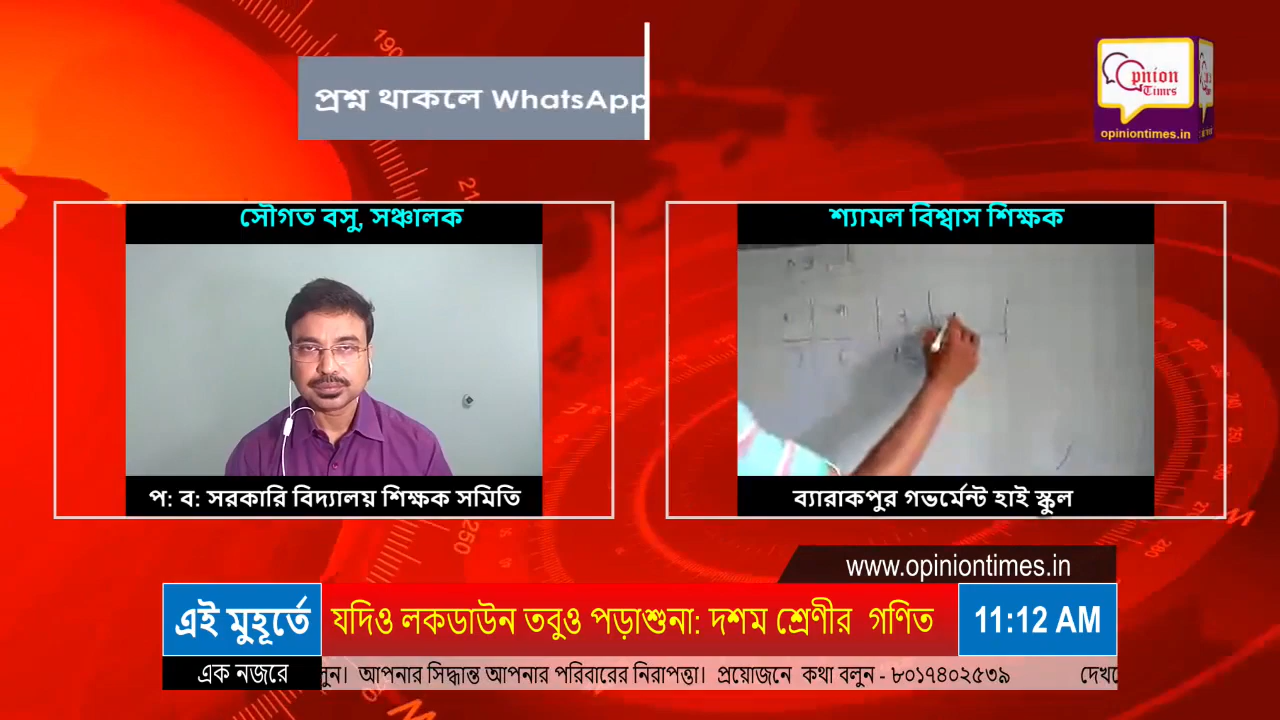 প্রশ্ন থাকলে WhatsApp
Opnion
Times
opiniontimes.in
সৌগত বসু, সঞ্চালক
শ্যামল বিশ্বাস শিক্ষক
প: ব: সরকারি বিদ্যালয় শিক্ষক সমিতি
ব্যারাকপুর গভর্মেন্ট হাই স্কুল
www.opiniontimes.in
এই মুহূর্তে
যদিও লকডাউন তবুও পড়াশুনা: দশম শ্রেণীর গণিত
11:12 AM
এক নজরে
আপনার সিদ্ধান্ত আপনার পরিবারের নিরাপত্তা। প্রয়োজনে কথা বলুন - ৮০১৭৪০২৫৩৯